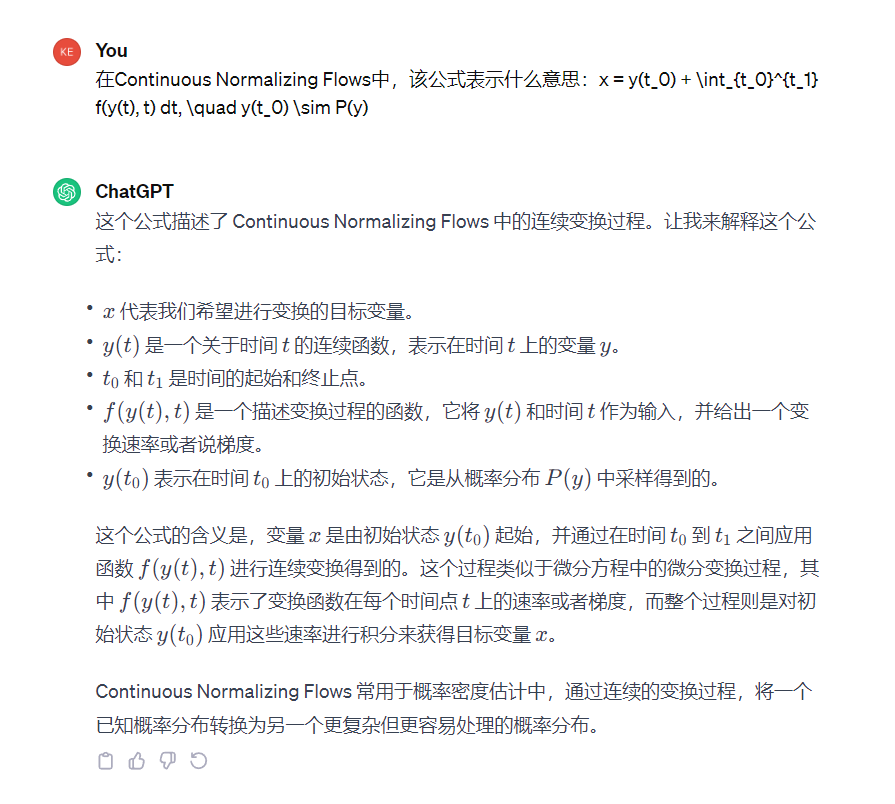 KE
You
在Continuous Normalizing Flows中，该公式表示什么意思：x = y(t_0) + \int_{t_0}^{t_1}
f(y(t), t) dt, \quad y(t_0) \sim P(y)
ChatGPT
这个公式描述了 Continuous Normalizing Flows 中的连续变换过程。让我来解释这个公
式：
• x 代表我们希望进行变换的目标变量。
• y(t) 是一个关于时间 t 的连续函数，表示在时间 t 上的变量 y。
• t₀ 和 t₁ 是时间的起始和终止点。
• f(y(t), t) 是一个描述变换过程的函数，它将 y(t) 和时间 t 作为输入，并给出一个变
换速率或者说梯度。
• y(t₀) 表示在时间 t₀ 上的初始状态，它是从概率分布 P(y) 中采样得到的。
这个公式的含义是，变量 x 是由初始状态 y(t₀) 起始，并通过在时间 t₀ 到 t₁ 之间应用
函数 f(y(t), t) 进行连续变换得到的。这个过程类似于微分方程中的微分变换过程，其
中 f(y(t), t) 表示了变换函数在每个时间点 t 上的速率或者梯度，而整个过程则是对初
始状态 y(t₀) 应用这些速率进行积分来获得目标变量 x。
Continuous Normalizing Flows 常用于概率密度估计中，通过连续的变换过程，将一个
已知概率分布转换为另一个更复杂但更容易处理的概率分布。